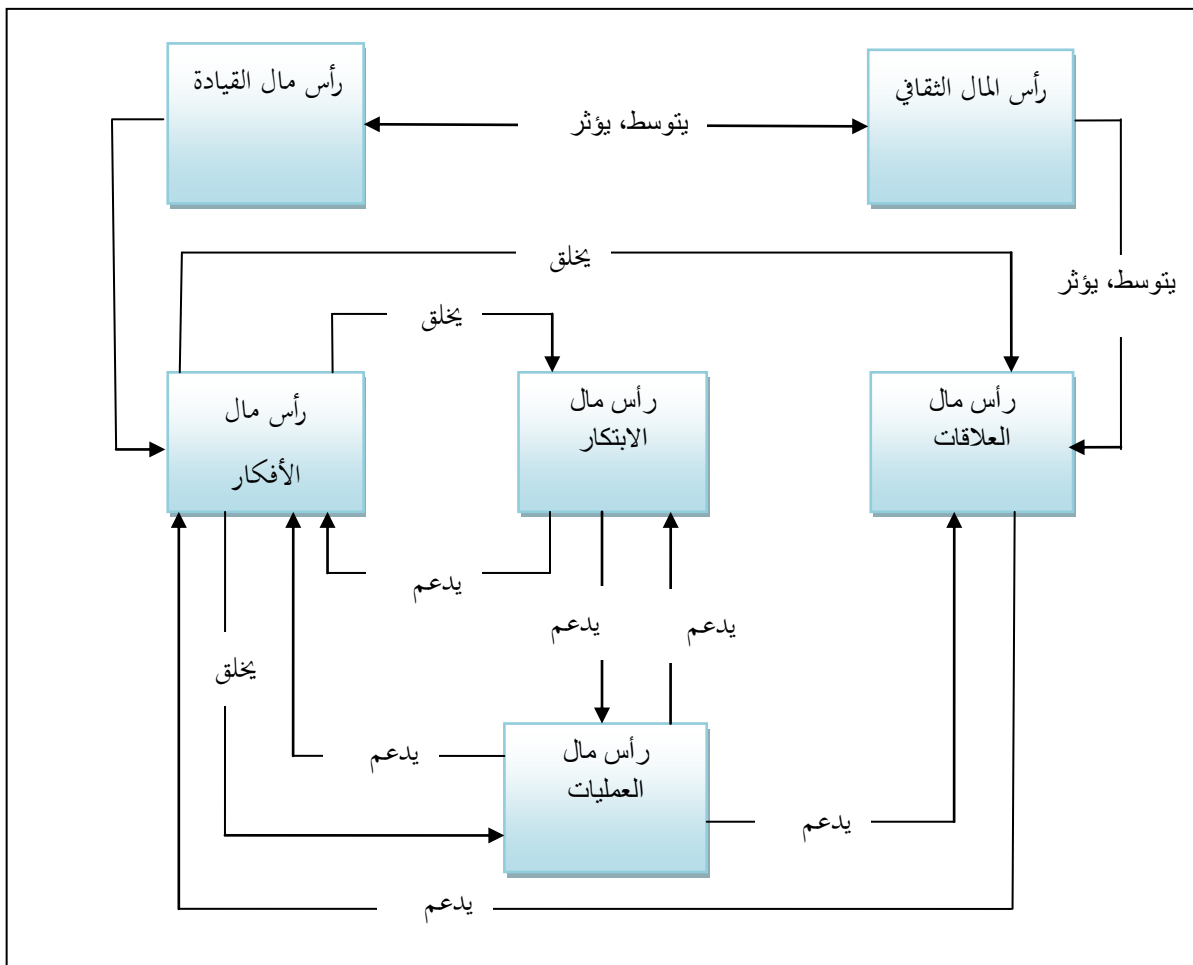 رأس المال الثقافي
رأس مال القيادة
يتوسط، يؤثر
يخلق
يتوسط، يؤثر
يخلق
رأس مال
العلاقات
رأس مال
الابتكار
رأس مال
الأفكار
يدعم
يدعم
يدعم
يخلق
رأس مال
العمليات
يدعم
يدعم
يدعم